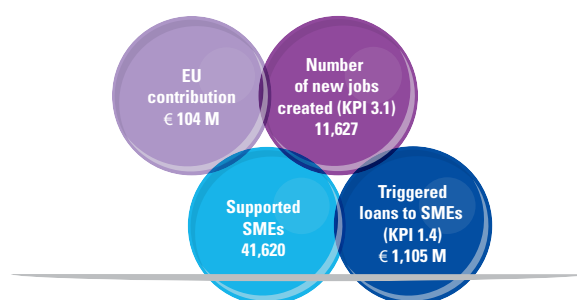 EU
contribution
€ 104 M
Number
of new jobs
created (KPI 3.1)
11,627
Supported
SMEs
41,620
Triggered
loans to SMEs
(KPI 1.4)
€ 1,105 M